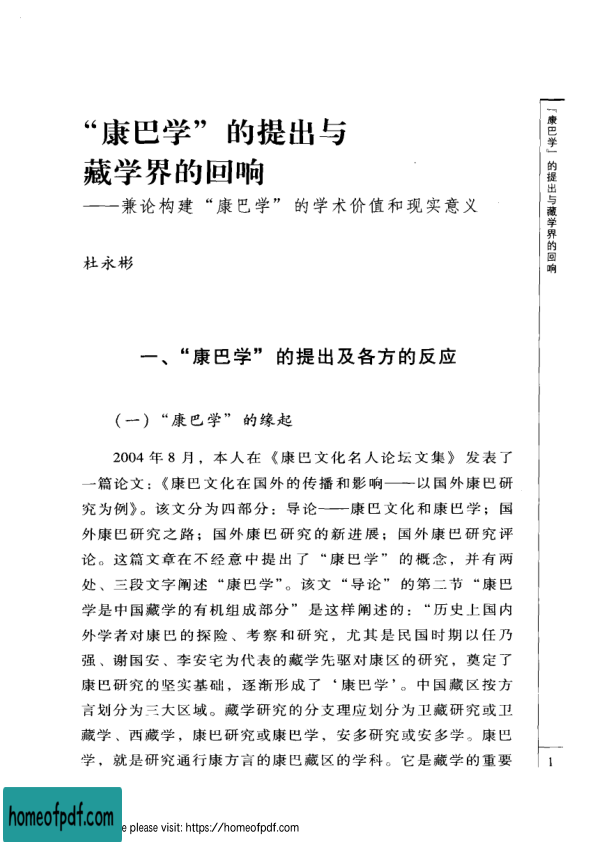 “康巴学”的提出与
藏学界的回响
——兼论构建“康巴学”的学术价值和现实意义
杜永彬
一、“康巴学”的提出及各方的反应
（一）“康巴学”的缘起
2004年8月，本人在《康巴文化名人论坛文集》发表了
一篇论文：《康巴文化在国外的传播和影响——以国外康巴研
究为例》。该文分为四部分：导论——康巴文化和康巴学；国
外康巴研究之路；国外康巴研究的新进展；国外康巴研究评
论。这篇文章在不经意中提出了“康巴学”的概念，并有两
处、三段文字阐述“康巴学”。该文“导论”的第二节“康巴
学是中国藏学的有机组成部分”是这样阐述的：“历史上国内
外学者对康巴的探险、考察和研究，尤其是民国时期以任乃
强、谢国安、李安宅为代表的藏学先驱对康区的研究，奠定了
康巴研究的坚实基础，逐渐形成了‘康巴学’。中国藏区按方
言划分为三大区域。藏学研究的分支理应划分为卫藏研究或卫
藏学、西藏学，康巴研究或康巴学，安多研究或安多学。康巴
学，就是研究通行康方言的康巴藏区的学科。它是藏学的重要
「康巴学」的提出与藏学界的回响
1
homeofpdf.com
e please visit: https://homeofpdf.com